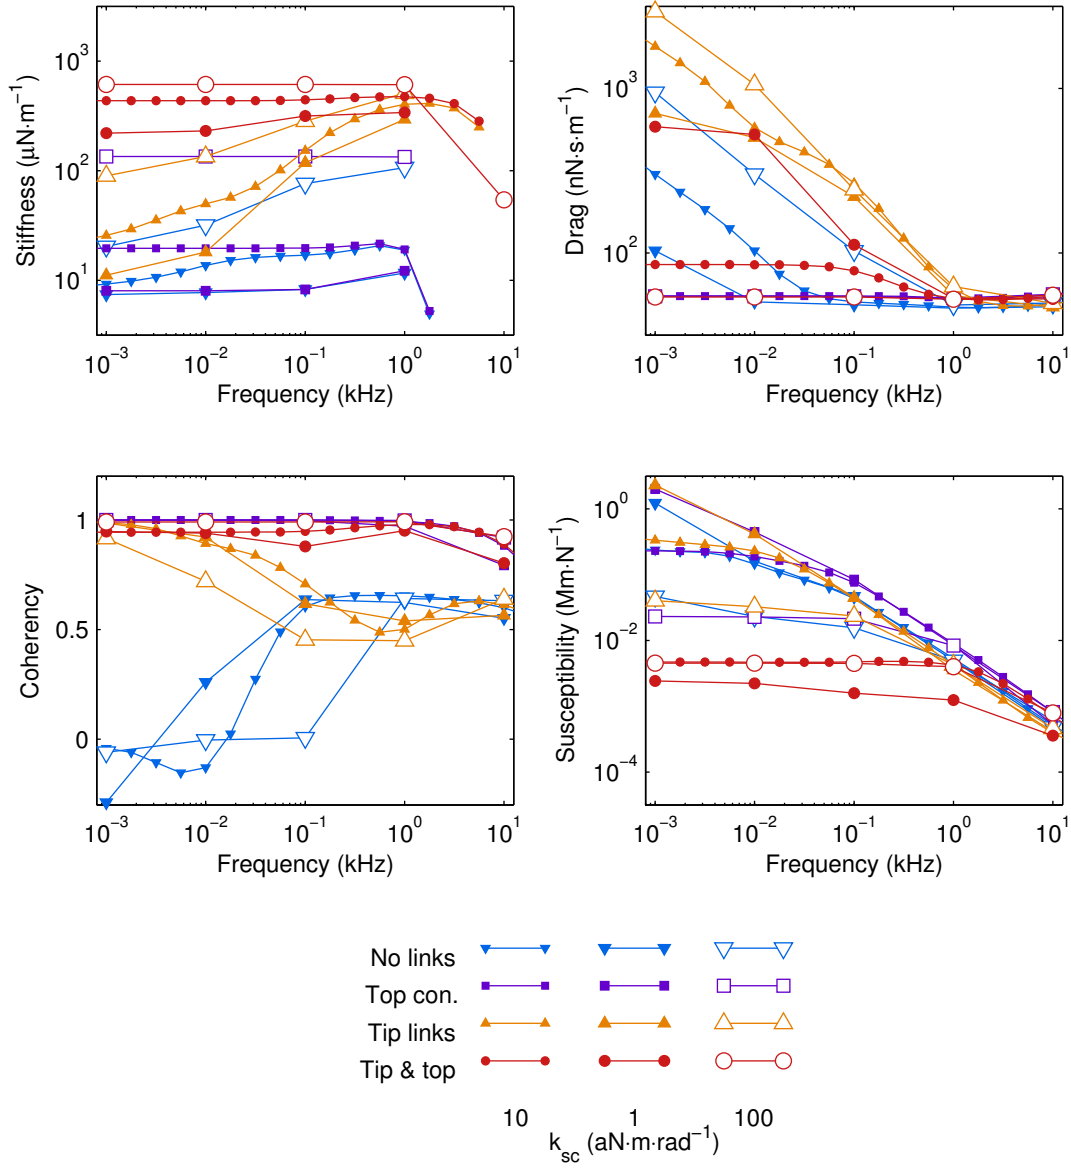 Stiffness (μN·m⁻¹)
10³
10²
10¹
10⁻³ 10⁻² 10⁻¹ 10⁰ 10¹
Frequency (kHz)
Drag (nN·s·m⁻¹)
10³
10²
10⁻³ 10⁻² 10⁻¹ 10⁰ 10¹
Frequency (kHz)
Coherency
1
0.5
0
10⁻³ 10⁻² 10⁻¹ 10⁰ 10¹
Frequency (kHz)
Susceptibility (Mm·N⁻¹)
10⁰
10⁻²
10⁻⁴
10⁻³ 10⁻² 10⁻¹ 10⁰ 10¹
Frequency (kHz)
No links
Top con.
Tip links
Tip & top
10 1 100
k_sc (aN·m·rad⁻¹)